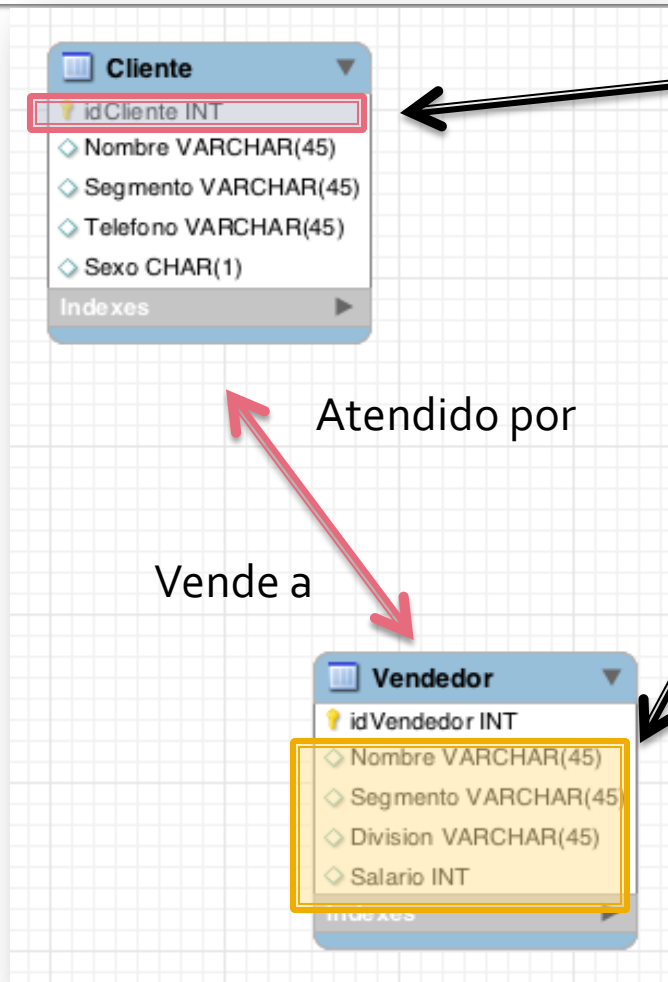 Cliente
idCliente INT
Nombre VARCHAR(45)
Segmento VARCHAR(45)
Telefono VARCHAR(45)
Sexo CHAR(1)
Indexes
Atendido por
Vende a
Vendedor
idVendedor INT
Nombre VARCHAR(45)
Segmento VARCHAR(45)
Division VARCHAR(45)
Salario INT
Indexes